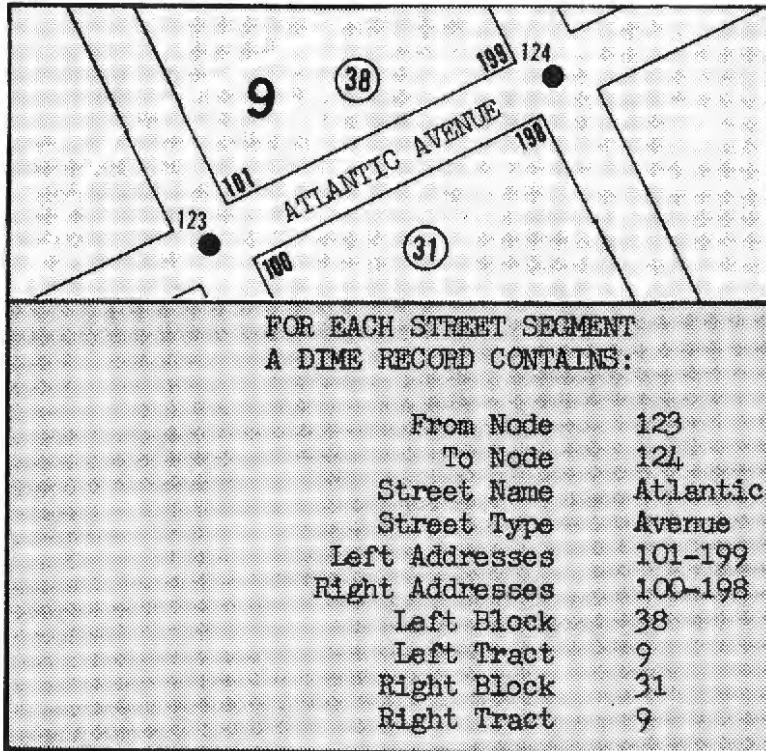 199 124
9 38
ATLANTIC AVENUE
198
101
123
100
31
FOR EACH STREET SEGMENT
A DIME RECORD CONTAINS:
From Node 123
To Node 124
Street Name Atlantic
Street Type Avenue
Left Addresses 101-199
Right Addresses 100-198
Left Block 38
Left Tract 9
Right Block 31
Right Tract 9